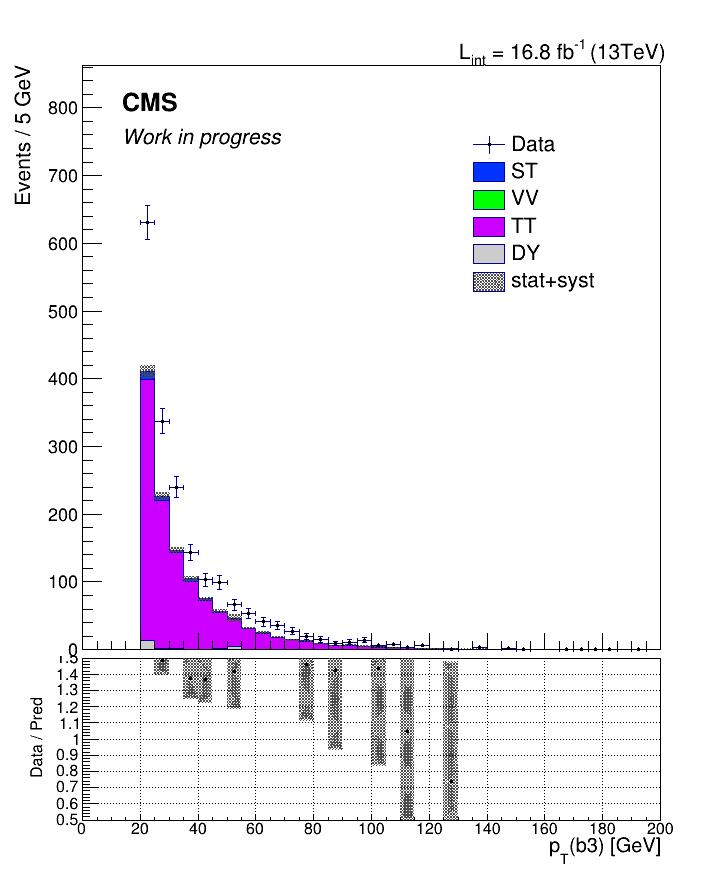 L_int = 16.8 fb^-1 (13TeV)
CMS
Work in progress
Events / 5 GeV
800
700
600
500
400
300
200
100
0
Data
ST
VV
TT
DY
stat+syst
Data / Pred
1.5
1.4
1.3
1.2
1.1
1
0.9
0.8
0.7
0.6
0.5
0 20 40 60 80 100 120 140 160 180 200
p_T(b3) [GeV]